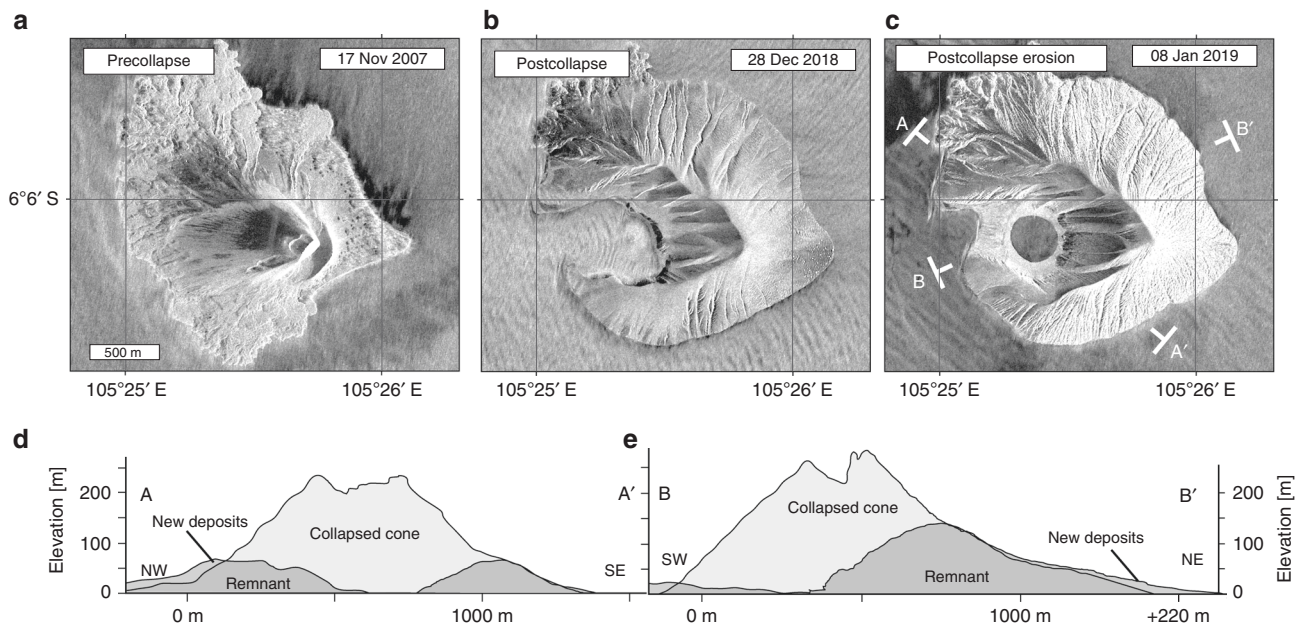 a
b
c
Precollapse
17 Nov 2007
Postcollapse
28 Dec 2018
Postcollapse erosion
08 Jan 2019
A
B′
6°6′ S
B
A′
500 m
105°25′ E
105°26′ E
105°25′ E
105°26′ E
105°25′ E
105°26′ E
d
e
Elevation [m]
200
100
0
A
A′
New deposits
Collapsed cone
NW
Remnant
SE
0 m
1000 m
B
B′
Collapsed cone
New deposits
SW
Remnant
NE
200
100
0
Elevation [m]
0 m
1000 m
+220 m